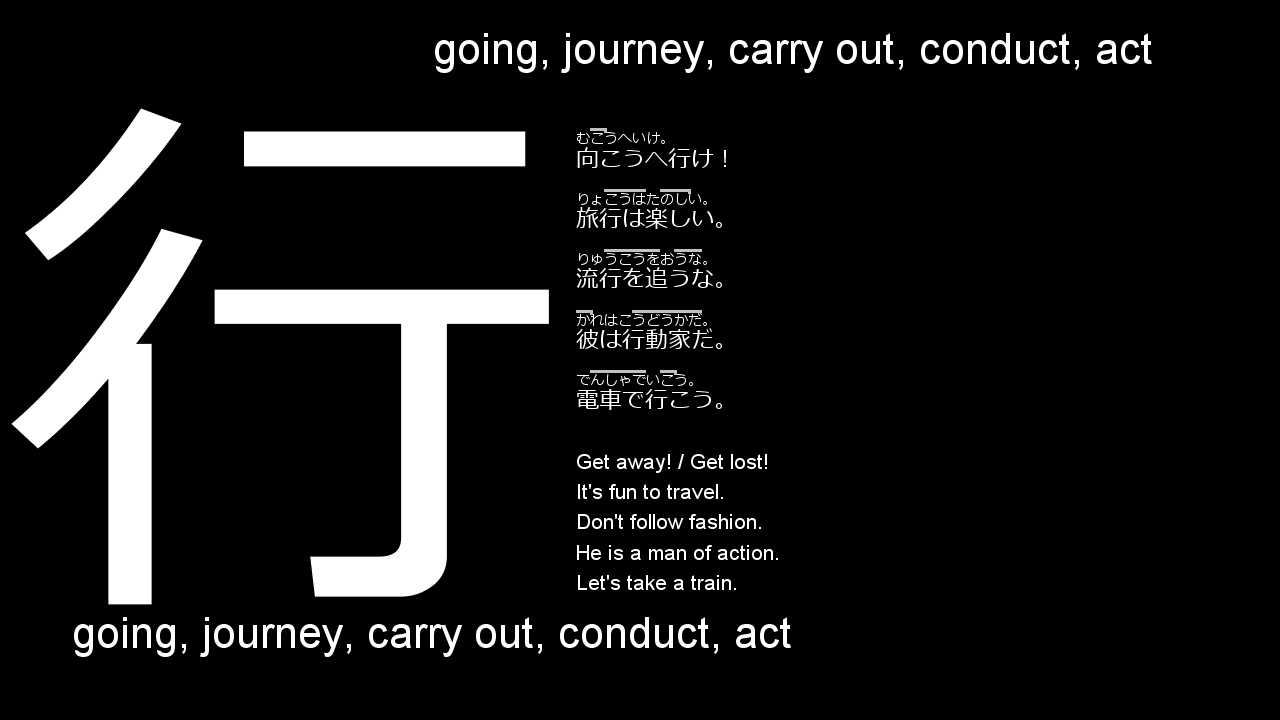 going, journey, carry out, conduct, act
行
むこうへいけ。
向こうへ行け！
りょこうはたのしい。
旅行は楽しい。
りゅうこうをおうな。
流行を追うな。
かれはこうどうかだ。
彼は行動家だ。
でんしゃでいこう。
電車で行こう。
Get away! / Get lost!
It's fun to travel.
Don't follow fashion.
He is a man of action.
Let's take a train.
going, journey, carry out, conduct, act